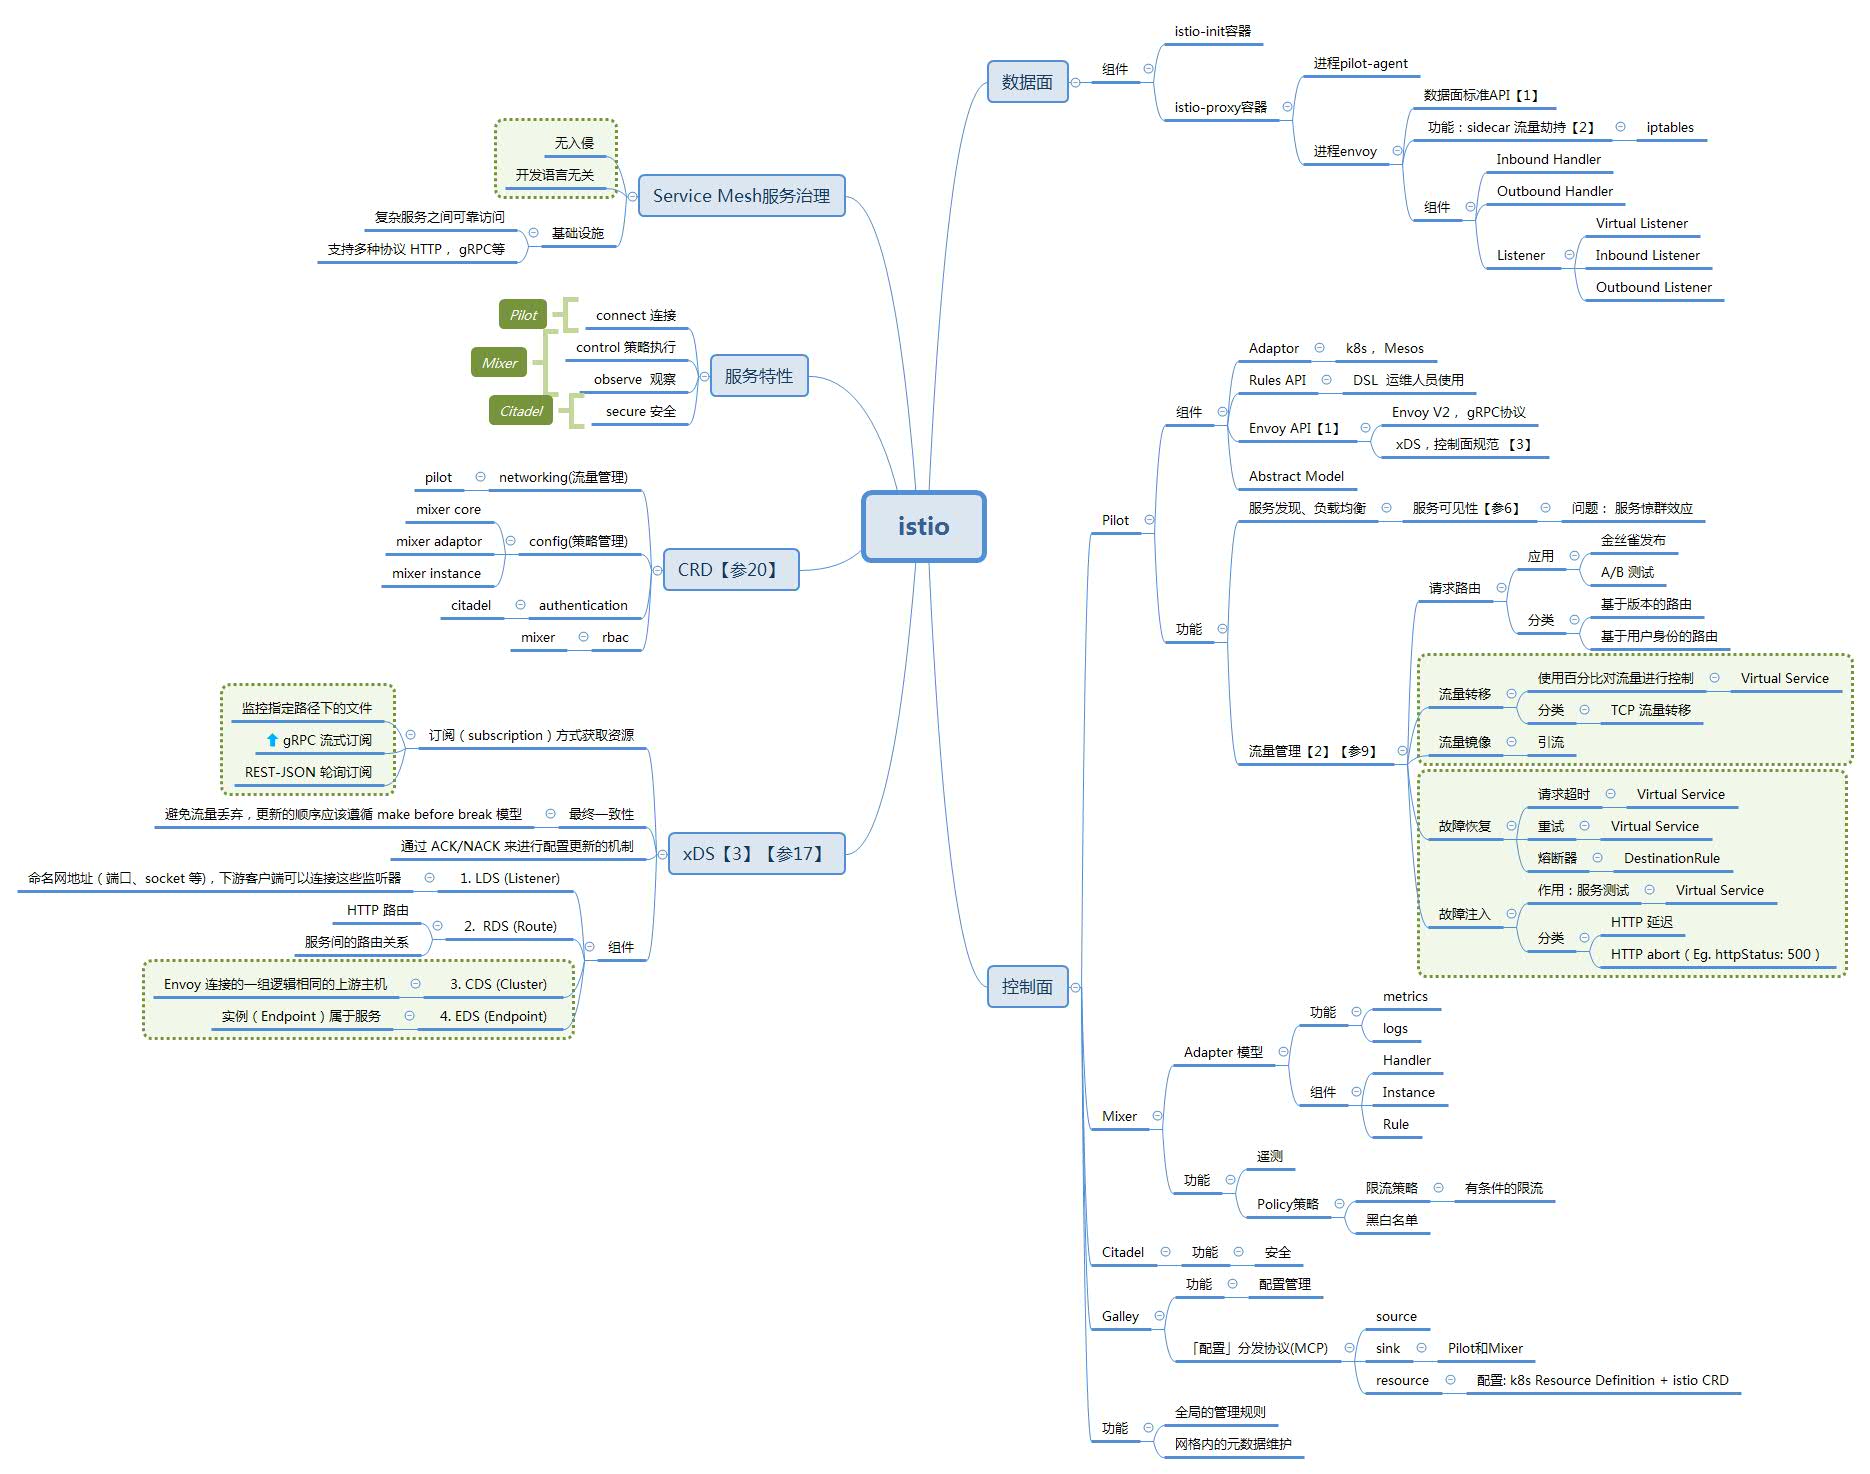 istio
数据面
组件
istio-init容器
istio-proxy容器
进程pilot-agent
进程envoy
数据面标准API【1】
功能：sidecar 流量劫持【2】
iptables
组件
Inbound Handler
Outbound Handler
Listener
Virtual Listener
Inbound Listener
Outbound Listener
Service Mesh服务治理
无入侵
开发语言无关
基础设施
复杂服务之间可靠访问
支持多种协议 HTTP， gRPC等
服务特性
Pilot
connect 连接
Mixer
control 策略执行
observe 观察
Citadel
secure 安全
CRD【参20】
networking(流量管理)
pilot
config(策略管理)
mixer core
mixer adaptor
mixer instance
authentication
citadel
rbac
mixer
xDS【3】【参17】
订阅（subscription）方式获取资源
监控指定路径下的文件
gRPC 流式订阅
REST-JSON 轮询订阅
最终一致性
避免流量丢弃，更新的顺序应该遵循 make before break 模型
通过 ACK/NACK 来进行配置更新的机制
组件
1. LDS (Listener)
命名网地址（端口、socket 等)，下游客户端可以连接这些监听器
2. RDS (Route)
HTTP 路由
服务间的路由关系
3. CDS (Cluster)
Envoy 连接的一组逻辑相同的上游主机
4. EDS (Endpoint)
实例（Endpoint）属于服务
控制面
Pilot
组件
Adaptor
k8s， Mesos
Rules API
DSL 运维人员使用
Envoy API【1】
Envoy V2， gRPC协议
xDS，控制面规范 【3】
Abstract Model
功能
服务发现、负载均衡
服务可见性【参6】
问题： 服务惊群效应
流量管理【2】【参9】
请求路由
应用
金丝雀发布
A/B 测试
分类
基于版本的路由
基于用户身份的路由
流量转移
使用百分比对流量进行控制
Virtual Service
分类
TCP 流量转移
流量镜像
引流
故障恢复
请求超时
Virtual Service
重试
Virtual Service
熔断器
DestinationRule
故障注入
作用：服务测试
Virtual Service
分类
HTTP 延迟
HTTP abort（Eg. httpStatus: 500）
Mixer
Adapter 模型
功能
metrics
logs
组件
Handler
Instance
Rule
功能
遥测
Policy策略
限流策略
有条件的限流
黑白名单
Citadel
功能
安全
Galley
功能
配置管理
「配置」分发协议(MCP)
source
sink
Pilot和Mixer
resource
配置: k8s Resource Definition + istio CRD
功能
全局的管理规则
网格内的元数据维护